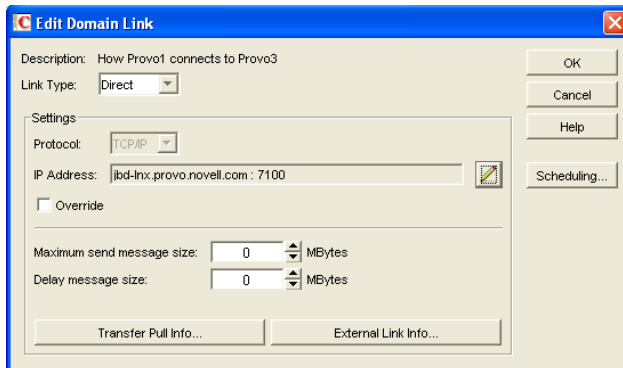 Edit Domain Link
Description: How Provo1 connects to Provo3
Link Type: Direct
OK
Cancel
Help
Scheduling...
Settings
Protocol: TCP/IP
IP Address: jbd-lnx.provo.novell.com : 7100
Override
Maximum send message size: 0 MBytes
Delay message size: 0 MBytes
Transfer Pull Info... External Link Info...